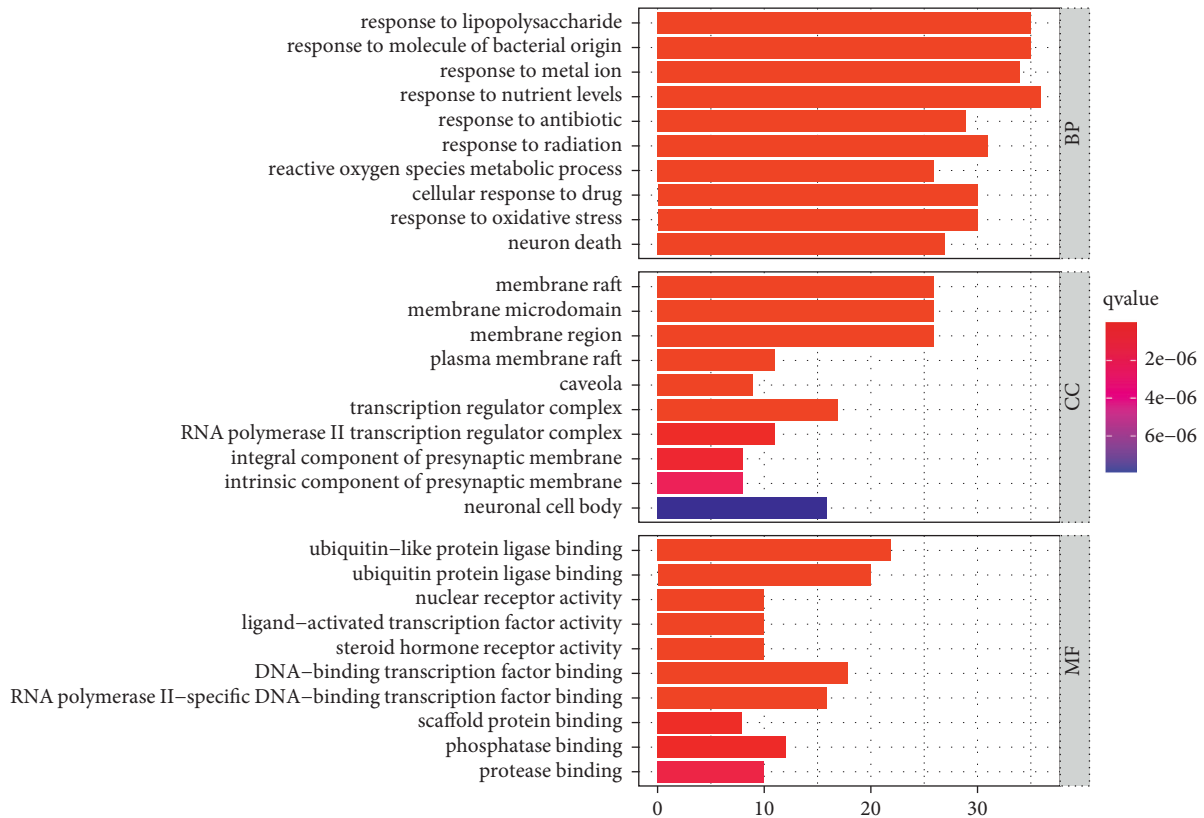 response to lipopolysaccharide
response to molecule of bacterial origin
response to metal ion
response to nutrient levels
response to antibiotic
response to radiation
reactive oxygen species metabolic process
cellular response to drug
response to oxidative stress
neuron death
BP
membrane raft
membrane microdomain
membrane region
plasma membrane raft
caveola
transcription regulator complex
RNA polymerase II transcription regulator complex
integral component of presynaptic membrane
intrinsic component of presynaptic membrane
neuronal cell body
CC
ubiquitin−like protein ligase binding
ubiquitin protein ligase binding
nuclear receptor activity
ligand−activated transcription factor activity
steroid hormone receptor activity
DNA−binding transcription factor binding
RNA polymerase II−specific DNA−binding transcription factor binding
scaffold protein binding
phosphatase binding
protease binding
MF
0 10 20 30
qvalue
2e−06
4e−06
6e−06